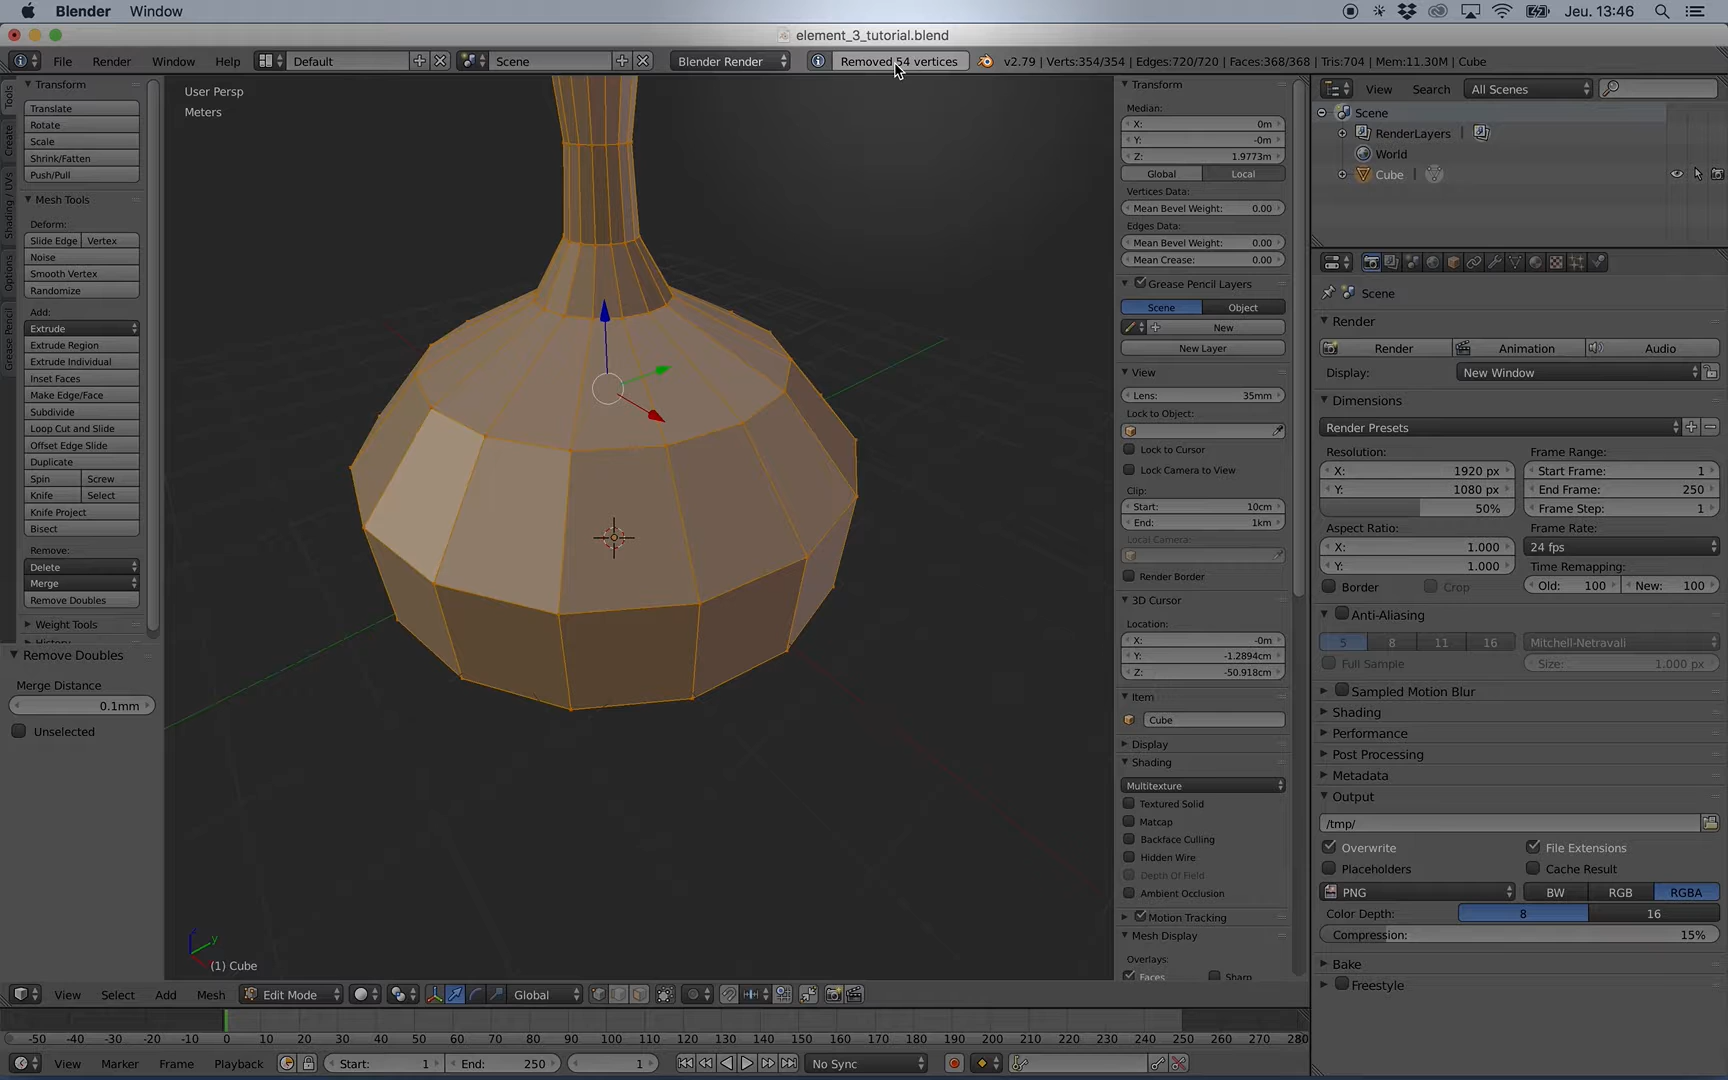 Blender Window Jeu. 13:46
element_3_tutorial.blend
File Render Window Help Default Scene Blender Render Removed 54 vertices v2.79 | Verts:354/354 | Edges:720/720 | Faces:368/368 | Tris:704 | Mem:11.30M | Cube
Tools
Create
Shading / UVs
Options
Grease Pencil
Transform
Translate
Rotate
Scale
Shrink/Fatten
Push/Pull
Mesh Tools
Deform:
Slide Edge Vertex
Noise
Smooth Vertex
Randomize
Add:
Extrude
Extrude Region
Extrude Individual
Inset Faces
Make Edge/Face
Subdivide
Loop Cut and Slide
Offset Edge Slide
Duplicate
Spin Screw
Knife Select
Knife Project
Bisect
Remove:
Delete
Merge
Remove Doubles
Weight Tools
History
Remove Doubles
Merge Distance
0.1mm
Unselected
User Persp
Meters
z
y
(1) Cube
Transform
Median:
X: 0m
Y: -0m
Z: 1.9773m
Global Local
Vertices Data:
Mean Bevel Weight: 0.00
Edges Data:
Mean Bevel Weight: 0.00
Mean Crease: 0.00
Grease Pencil Layers
Scene Object
New
New Layer
View
Lens: 35mm
Lock to Object:
Lock to Cursor
Lock Camera to View
Clip:
Start: 10cm
End: 1km
Local Camera:
Render Border
3D Cursor
Location:
X: -0m
Y: -1.2894cm
Z: -50.918cm
Item
Cube
Display
Shading
Multitexture
Textured Solid
Matcap
Backface Culling
Hidden Wire
Depth Of Field
Ambient Occlusion
Motion Tracking
Mesh Display
Overlays:
Faces Sharp
View Search All Scenes
Scene
RenderLayers |
World
Cube |
Scene
Render
Render Animation Audio
Display: New Window
Dimensions
Render Presets
Resolution: Frame Range:
X: 1920 px Start Frame: 1
Y: 1080 px End Frame: 250
50% Frame Step: 1
Aspect Ratio: Frame Rate:
X: 1.000 24 fps
Y: 1.000 Time Remapping:
Border Crop Old: 100 New: 100
Anti-Aliasing
5 8 11 16 Mitchell-Netravali
Full Sample Size: 1.000 px
Sampled Motion Blur
Shading
Performance
Post Processing
Metadata
Output
/tmp/
Overwrite File Extensions
Placeholders Cache Result
PNG BW RGB RGBA
Color Depth: 8 16
Compression: 15%
Bake
Freestyle
View Select Add Mesh Edit Mode Global
-50 -40 -30 -20 -10 0 10 20 30 40 50 60 70 80 90 100 110 120 130 140 150 160 170 180 190 200 210 220 230 240 250 260 270 280
View Marker Frame Playback Start: 1 End: 250 1 No Sync